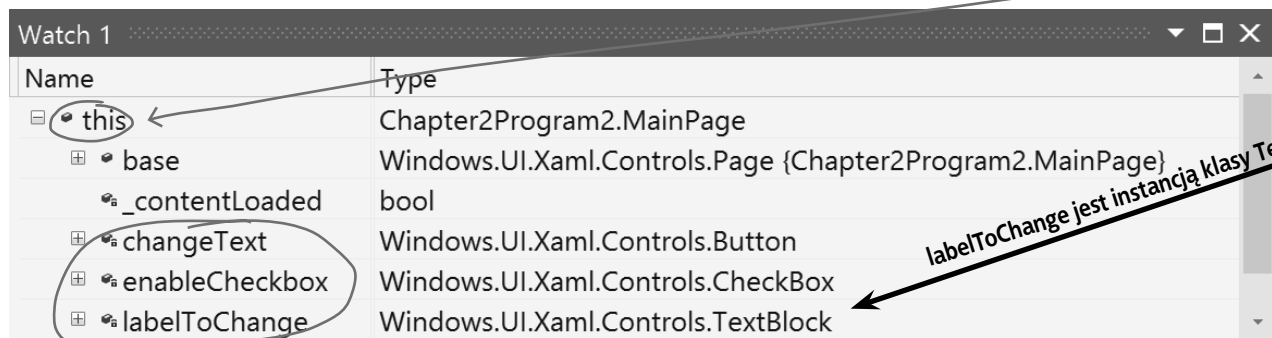 Watch 1
Name Type
this Chapter2Program2.MainPage
base Windows.UI.Xaml.Controls.Page {Chapter2Program2.MainPage}
_contentLoaded bool
changeText Windows.UI.Xaml.Controls.Button
enableCheckbox Windows.UI.Xaml.Controls.CheckBox
labelToChange Windows.UI.Xaml.Controls.TextBlock
labelToChange jest instancją klasy